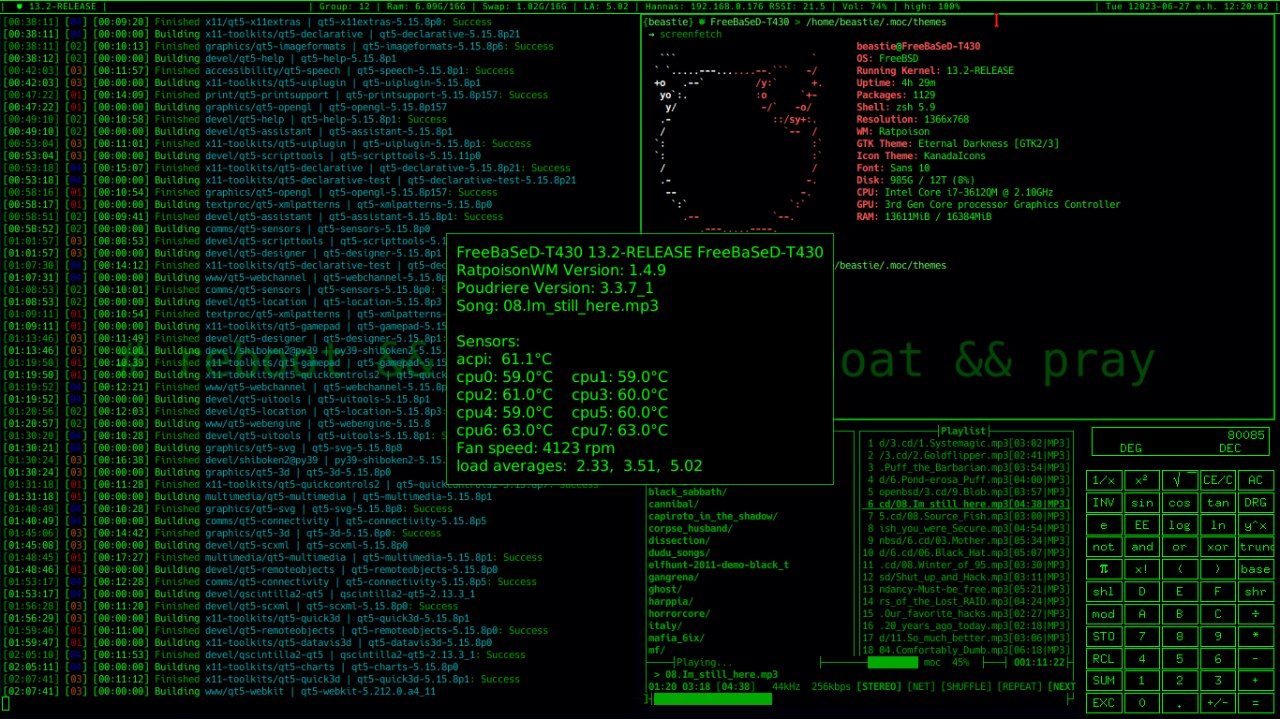 | ■ 13.2-RELEASE |
| Group: 12 | Ram: 6.09G/16G | Swap: 1.02G/16G | LA: 5.02 | Hannas: 192.168.0.176 RSSI: 21.5 | Vol: 74% | high: 100%
| Tue 12023-06-27 e.h. 12:20:02 |
[00:38:11] [04] [00:09:20] Finished x11/qt5-x11extras | qt5-x11extras-5.15.8p0: Success
[00:38:11] [04] [00:00:00] Building x11-toolkits/qt5-declarative | qt5-declarative-5.15.8p21
[00:38:12] [02] [00:10:13] Finished graphics/qt5-imageformats | qt5-imageformats-5.15.8p6: Success
[00:38:12] [02] [00:00:00] Building devel/qt5-help | qt5-help-5.15.8p1
[00:42:03] [03] [00:11:57] Finished accessibility/qt5-speech | qt5-speech-5.15.8p1: Success
[00:42:03] [03] [00:00:00] Building x11-toolkits/qt5-uiplugin | qt5-uiplugin-5.15.8p1
[00:47:22] [01] [00:14:09] Finished print/qt5-printsupport | qt5-printsupport-5.15.8p157: Success
[00:47:22] [01] [00:00:00] Building graphics/qt5-opengl | qt5-opengl-5.15.8p157
[00:49:10] [02] [00:10:58] Finished devel/qt5-help | qt5-help-5.15.8p1: Success
[00:49:10] [02] [00:00:00] Building devel/qt5-assistant | qt5-assistant-5.15.8p1
[00:53:04] [03] [00:11:01] Finished x11-toolkits/qt5-uiplugin | qt5-uiplugin-5.15.8p1: Success
[00:53:04] [03] [00:00:00] Building devel/qt5-scripttools | qt5-scripttools-5.15.11p0
[00:53:18] [04] [00:15:07] Finished x11-toolkits/qt5-declarative | qt5-declarative-5.15.8p21: Success
[00:53:18] [04] [00:00:00] Building x11-toolkits/qt5-declarative-test | qt5-declarative-test-5.15.8p21
[00:58:16] [01] [00:10:54] Finished graphics/qt5-opengl | qt5-opengl-5.15.8p157: Success
[00:58:17] [01] [00:00:00] Building textproc/qt5-xmlpatterns | qt5-xmlpatterns-5.15.8p0
[00:58:51] [02] [00:09:41] Finished devel/qt5-assistant | qt5-assistant-5.15.8p1: Success
[00:58:52] [02] [00:00:00] Building comms/qt5-sensors | qt5-sensors-5.15.8p0
[01:01:57] [03] [00:08:53] Finished devel/qt5-scripttools | qt5-scripttools-5.15
[01:01:57] [03] [00:00:00] Building devel/qt5-designer | qt5-designer-5.15.8p1
[01:07:30] [04] [00:14:12] Finished x11-toolkits/qt5-declarative-test | qt5-dec
[01:07:31] [04] [00:00:00] Building www/qt5-webchannel | qt5-webchannel-5.15.8p
[01:08:53] [02] [00:10:01] Finished comms/qt5-sensors | qt5-sensors-5.15.8p0: S
[01:08:53] [02] [00:00:00] Building devel/qt5-location | qt5-location-5.15.8p3
[01:09:11] [01] [00:10:54] Finished textproc/qt5-xmlpatterns | qt5-xmlpatterns-
[01:09:11] [01] [00:00:00] Building x11-toolkits/qt5-gamepad | qt5-gamepad-5.15
[01:13:46] [03] [00:11:49] Finished devel/qt5-designer | qt5-designer-5.15.8p1:
[01:13:46] [03] [00:00:00] Building devel/shiboken2@py39 | py39-shiboken2-5.15.
[01:19:50] [01] [00:10:39] Finished x11-toolkits/qt5-gamepad | qt5-gamepad-5.15
[01:19:50] [01] [00:00:00] Building x11-toolkits/qt5-quickcontrols2 | qt5-quick
[01:19:52] [04] [00:12:21] Finished www/qt5-webchannel | qt5-webchannel-5.15.8p
[01:19:52] [04] [00:00:00] Building devel/qt5-uitools | qt5-uitools-5.15.8p1
[01:20:56] [02] [00:12:03] Finished devel/qt5-location | qt5-location-5.15.8p3:
[01:20:57] [02] [00:00:00] Building www/qt5-webengine | qt5-webengine-5.15.8
[01:30:20] [04] [00:10:28] Finished devel/qt5-uitools | qt5-uitools-5.15.8p1: S
[01:30:21] [04] [00:00:00] Building graphics/qt5-svg | qt5-svg-5.15.8p8
[01:30:24] [03] [00:16:38] Finished devel/shiboken2@py39 | py39-shiboken2-5.15.
[01:30:24] [03] [00:00:00] Building graphics/qt5-3d | qt5-3d-5.15.8p0
[01:31:18] [01] [00:11:28] Finished x11-toolkits/qt5-quickcontrols2 | qt5-quickcontrols2-5.15.8p1: Success
[01:31:18] [01] [00:00:00] Building multimedia/qt5-multimedia | qt5-multimedia-5.15.8p1
[01:40:49] [04] [00:10:28] Finished graphics/qt5-svg | qt5-svg-5.15.8p8: Success
[01:40:49] [04] [00:00:00] Building comms/qt5-connectivity | qt5-connectivity-5.15.8p5
[01:45:06] [03] [00:14:42] Finished graphics/qt5-3d | qt5-3d-5.15.8p0: Success
[01:45:08] [03] [00:00:00] Building devel/qt5-scxml | qt5-scxml-5.15.8p0
[01:48:45] [01] [00:17:27] Finished multimedia/qt5-multimedia | qt5-multimedia-5.15.8p1: Success
[01:48:46] [01] [00:00:00] Building devel/qt5-remoteobjects | qt5-remoteobjects-5.15.8p0
[01:53:17] [04] [00:12:28] Finished comms/qt5-connectivity | qt5-connectivity-5.15.8p5: Success
[01:53:17] [04] [00:00:00] Building devel/qscintilla2-qt5 | qscintilla2-qt5-2.13.3_1
[01:56:28] [03] [00:11:20] Finished devel/qt5-scxml | qt5-scxml-5.15.8p0: Success
[01:56:29] [03] [00:00:00] Building x11-toolkits/qt5-quick3d | qt5-quick3d-5.15.8p1
[01:59:46] [01] [00:11:00] Finished devel/qt5-remoteobjects | qt5-remoteobjects-5.15.8p0: Success
[01:59:47] [01] [00:00:00] Building x11-toolkits/qt5-datavis3d | qt5-datavis3d-5.15.8p0
[02:05:10] [04] [00:11:53] Finished devel/qscintilla2-qt5 | qscintilla2-qt5-2.13.3_1: Success
[02:05:11] [04] [00:00:00] Building x11-toolkits/qt5-charts | qt5-charts-5.15.8p0
[02:07:41] [03] [00:11:12] Finished x11-toolkits/qt5-quick3d | qt5-quick3d-5.15.8p1: Success
[02:07:41] [03] [00:00:00] Building www/qt5-webkit | qt5-webkit-5.212.0.a4_11
{beastie} FreeBaSeD-T430 > /home/beastie/.moc/themes
→ screenfetch
beastie@FreeBaSeD-T430
OS: FreeBSD
Running Kernel: 13.2-RELEASE
Uptime: 4h 29m
Packages: 1129
Shell: zsh 5.9
Resolution: 1366x768
WM: Ratpoison
GTK Theme: Eternal Darkness [GTK2/3]
Icon Theme: KanadaIcons
Font: Sans 10
Disk: 985G / 12T (8%)
CPU: Intel Core i7-3612QM @ 2.10GHz
GPU: 3rd Gen Core processor Graphics Controller
RAM: 13611MiB / 16384MiB
/beastie/.moc/themes
oat && pray
FreeBaSeD-T430 13.2-RELEASE FreeBaSeD-T430
RatpoisonWM Version: 1.4.9
Poudriere Version: 3.3.7_1
Song: 08.Im_still_here.mp3
Sensors:
acpi: 61.1°C
cpu0: 59.0°C cpu1: 59.0°C
cpu2: 61.0°C cpu3: 60.0°C
cpu4: 59.0°C cpu5: 60.0°C
cpu6: 63.0°C cpu7: 63.0°C
Fan speed: 4123 rpm
load averages: 2.33, 3.51, 5.02
black_sabbath/
cannibal/
capiroto_in_the_shadow/
corpse_husband/
dissection/
dudu_songs/
elfhunt-2011-demo-black_t
gangrena/
ghost/
harppia/
horrorcore/
italy/
mafia_6ix/
mf/
Playlist
1 d/3.cd/1.Systemagic.mp3[03:02|MP3]
2 /3.cd/2.Goldflipper.mp3[02:41|MP3]
3 .Puff_the_Barbarian.mp3[03:54|MP3]
4 d/6.Pond-erosa_Puff.mp3[04:00|MP3]
5 openbsd/3.cd/9.Blob.mp3[03:57|MP3]
6 cd/08.Im_still_here.mp3[04:38|MP3]
7 5.cd/08.Source_Fish.mp3[03:00|MP3]
8 ish_you_were_Secure.mp3[04:54|MP3]
9 nbsd/6.cd/03.Mother.mp3[05:34|MP3]
10 d/6.cd/06.Black_Hat.mp3[05:07|MP3]
11 .cd/08.Winter_of_95.mp3[03:30|MP3]
12 sd/Shut_up_and_Hack.mp3[03:11|MP3]
13 ndancy-Must-be_free.mp3[03:21|MP3]
14 rs_of_the_Lost_RAID.mp3[04:24|MP3]
15 .Our_favorite_hacks.mp3[02:27|MP3]
16 .20_years_ago_today.mp3[02:18|MP3]
17 d/11.So_much_better.mp3[03:06|MP3]
18 04.Comfortably_Dumb.mp3[06:18|MP3]
Playing...
moc 45%
001:11:22
> 08.Im_still_here.mp3
01:20 03:18 [04:38] 44kHz 256kbps [STEREO] [NET] [SHUFFLE] [REPEAT] [NEXT
80085
DEG DEC
1/x x² √ CE/C AC
INV sin cos tan DRG
e EE log ln y^x
not and or xor trunc
π x! ( ) base
shl D E F shr
mod A B C ÷
STO 7 8 9 *
RCL 4 5 6 -
SUM 1 2 3 +
EXC 0 . +/- =